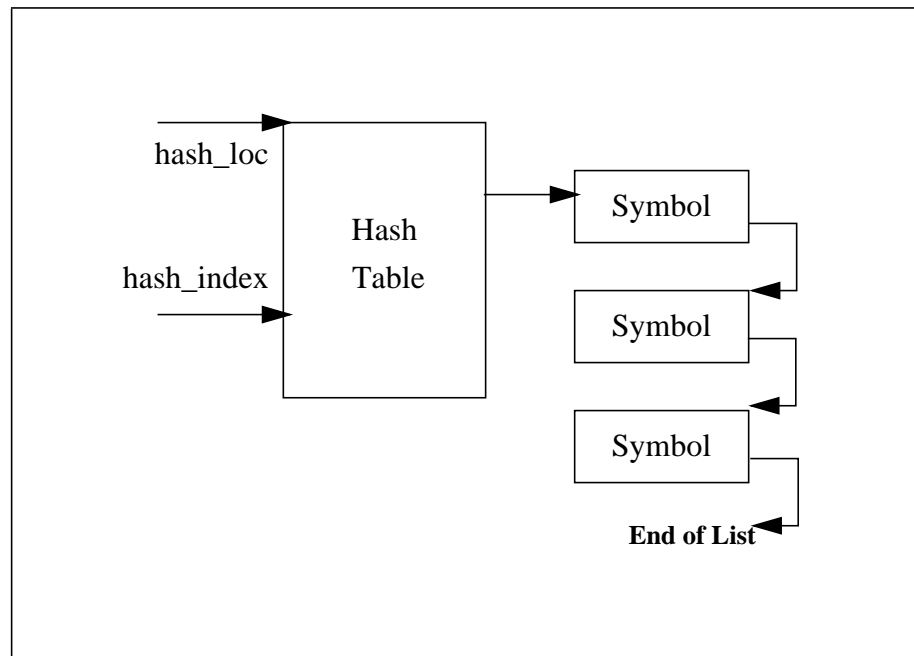 hash_loc
hash_index
Hash
Table
Symbol
Symbol
Symbol
End of List